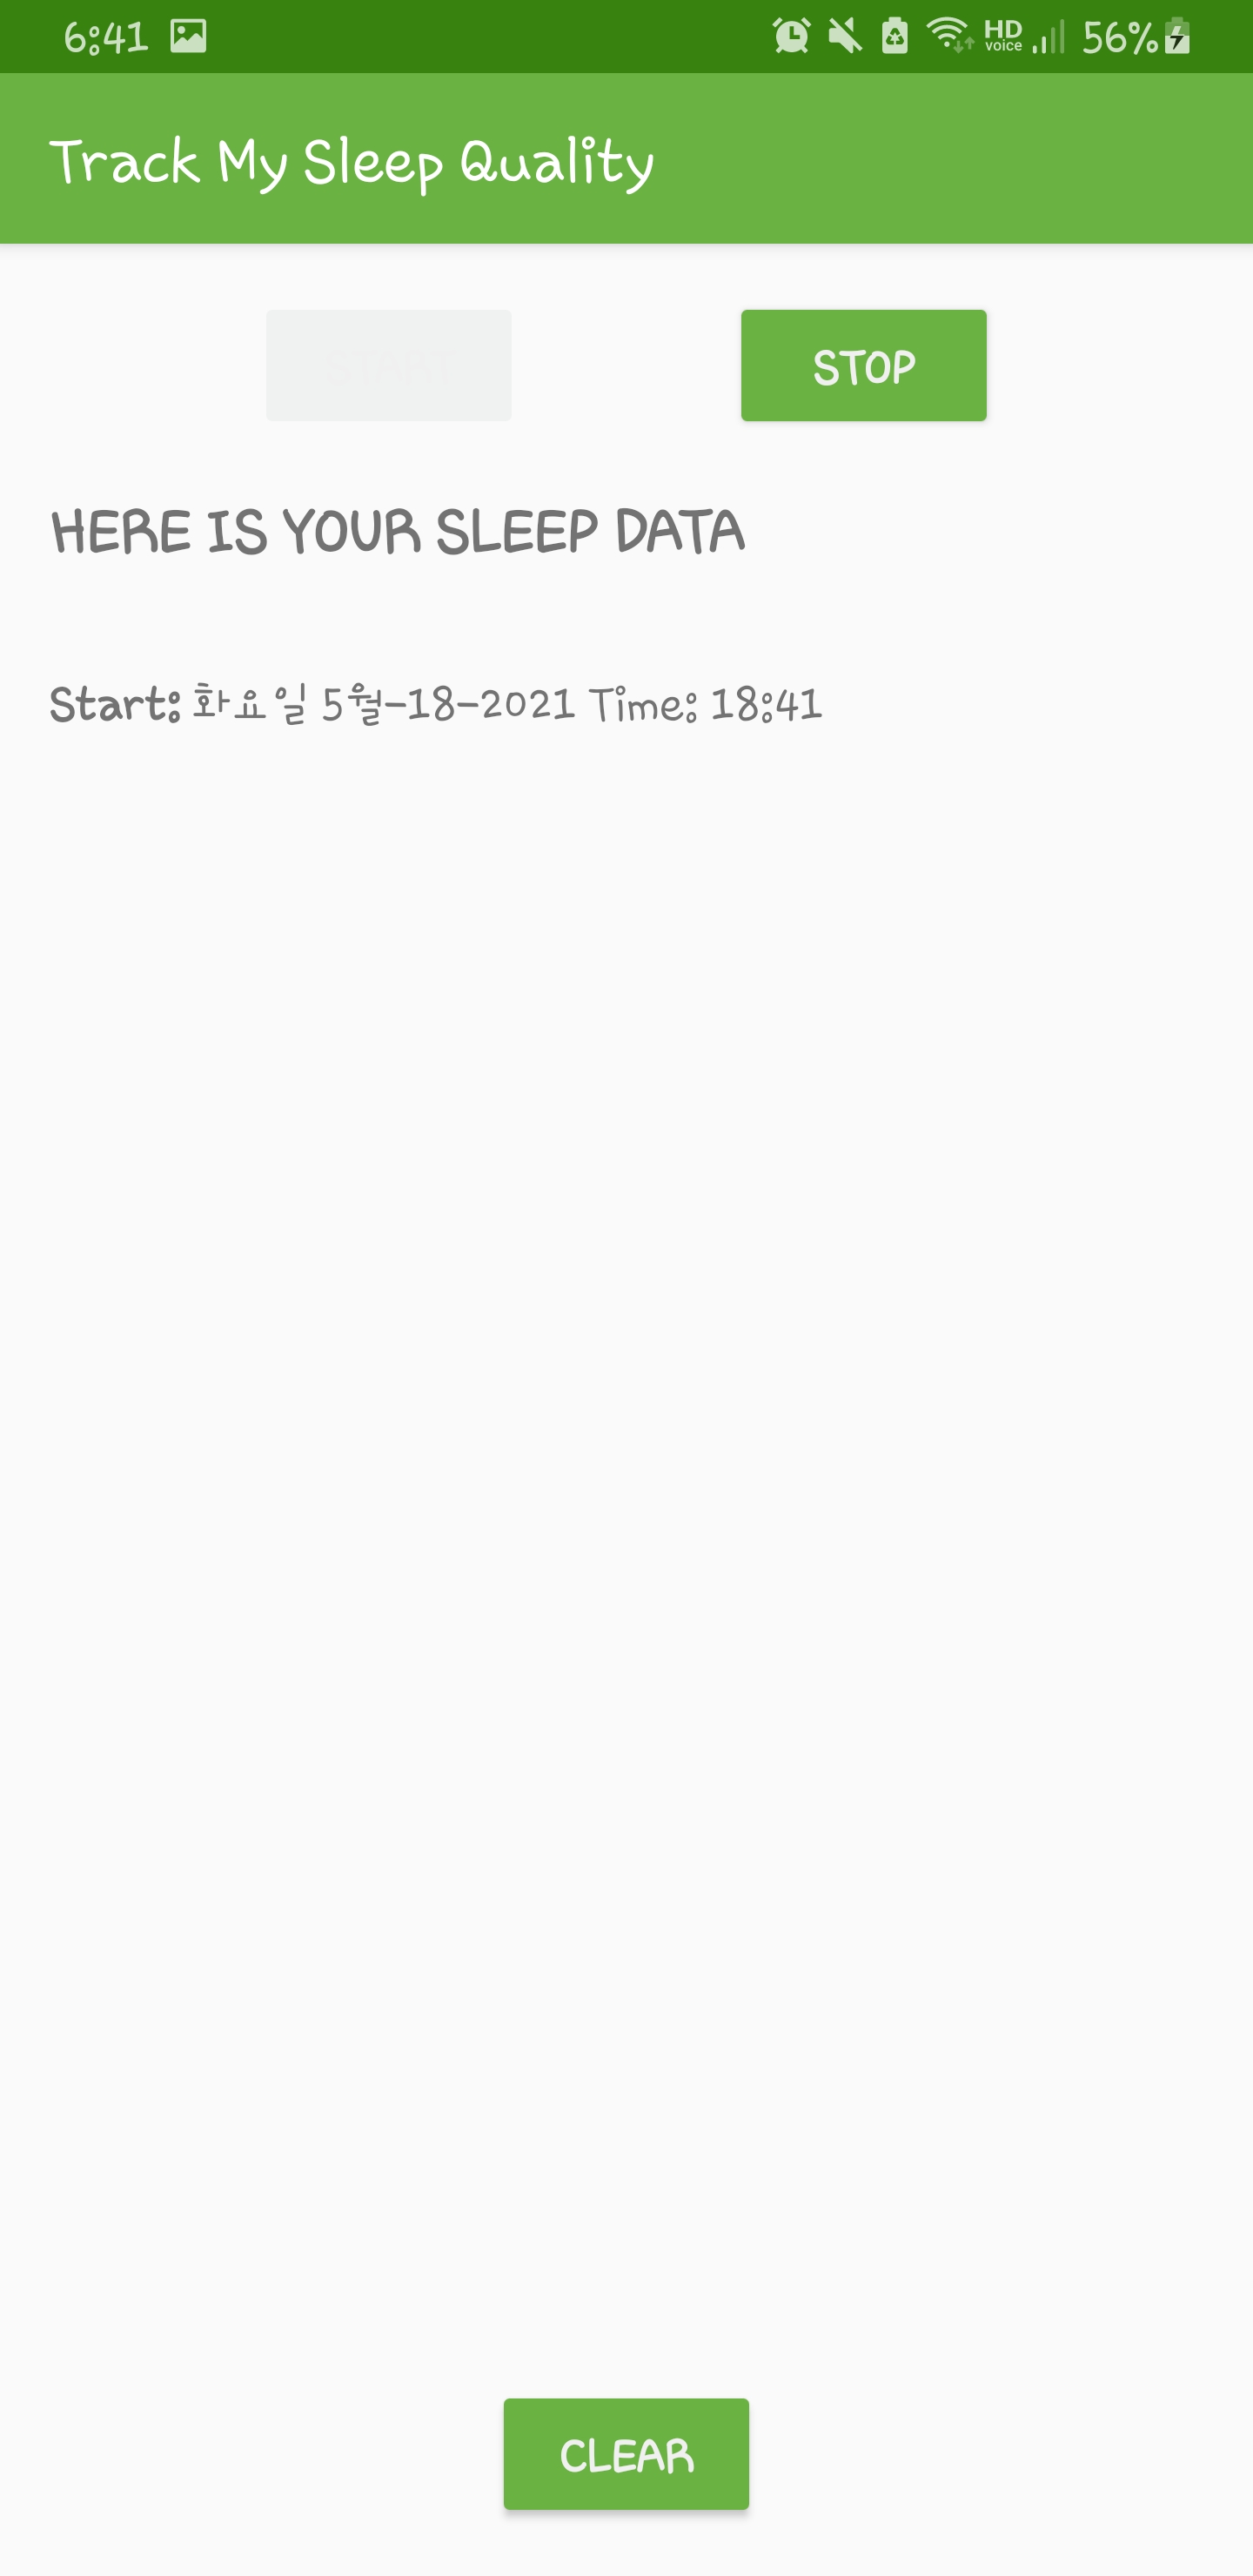 6:41 HD voice 56%
Track My Sleep Quality
START STOP
HERE IS YOUR SLEEP DATA
Start: 화요일 5월-18-2021 Time: 18:41
CLEAR